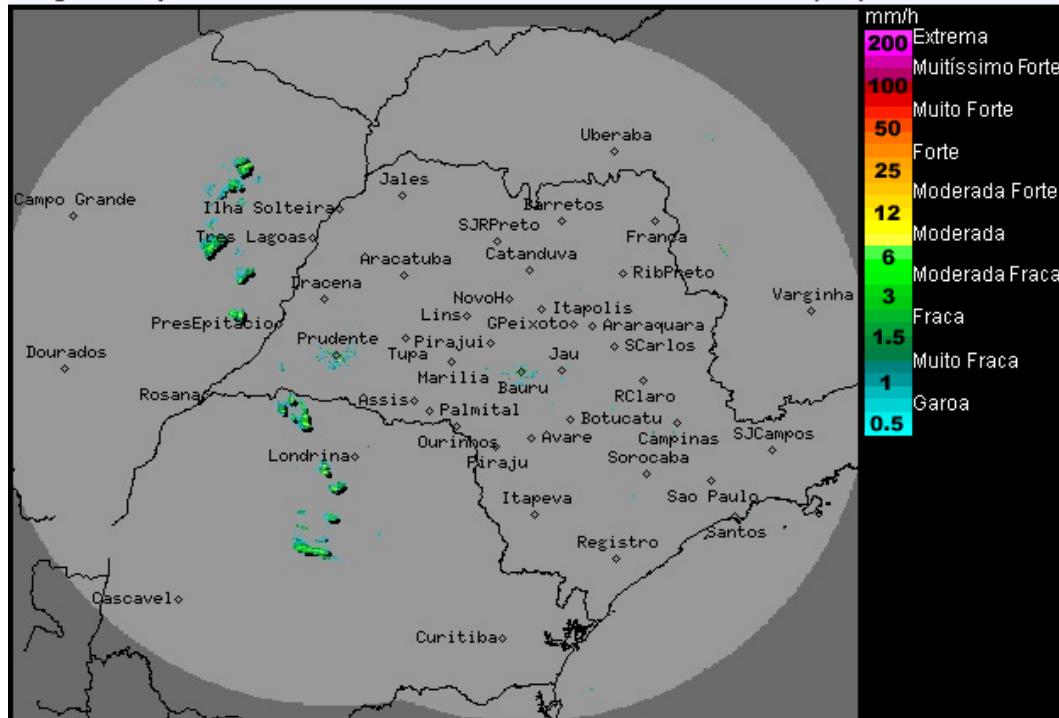 mm/h
200 Extrema
Muitíssimo Forte
100
Muito Forte
50
Forte
25
Moderada Forte
12
Moderada
6
Moderada Fraca
3
Fraca
1.5
Muito Fraca
1
Garoa
0.5
Uberaba
Jales
Campo Grande
Ilha Solteira
Barretos
Franca
SJRPreto
Tres Lagoas
Catanduva
Aracatuba
RibPreto
Dracena
NovoH
Varginha
Itapolis
Lins
GPeixoto
Araraquara
PresEpitacio
Prudente
Pirajui
SCarlos
Dourados
Tupa
Jau
Marilia
Bauru
Rosana
RClaro
Assis
Palmital
Botucatu
Ourinhos
Avare
Campinas
SJCampos
Londrina
Piraju
Sorocaba
Itapeva
Sao Paulo
Santos
Registro
Cascavel
Curitiba